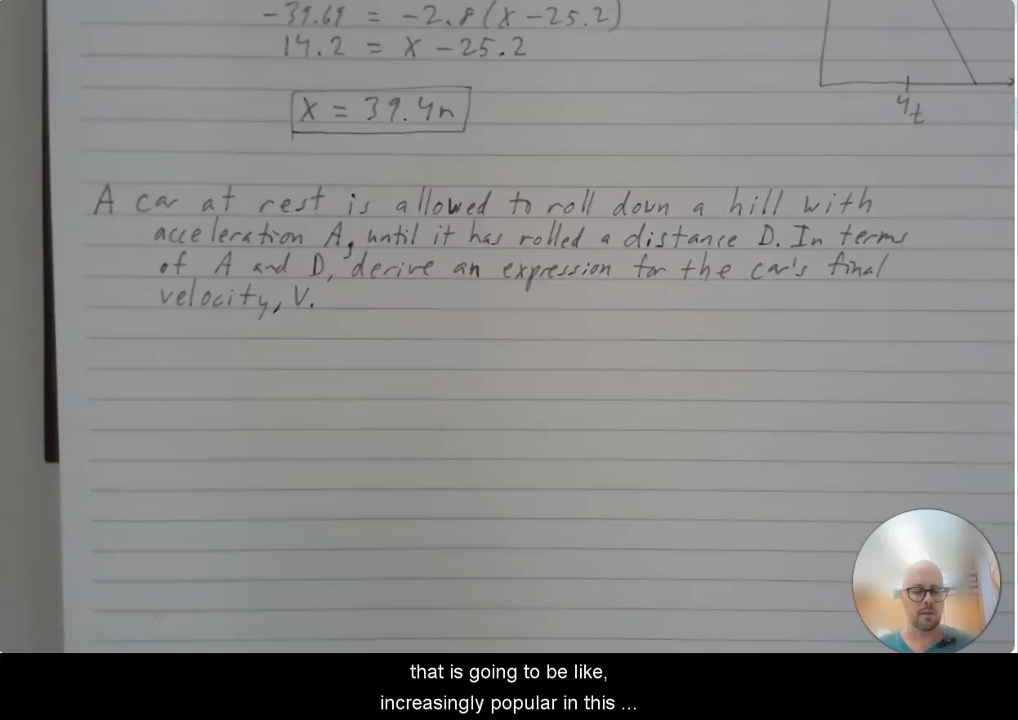 -39.69 = -2.8(x-25.2)
14.2 = x -25.2
x = 39.4m
4 t
A car at rest is allowed to roll down a hill with
acceleration A, until it has rolled a distance D. In terms
of A and D, derive an expression for the car's final
velocity, V.
that is going to be like,
increasingly popular in this ...